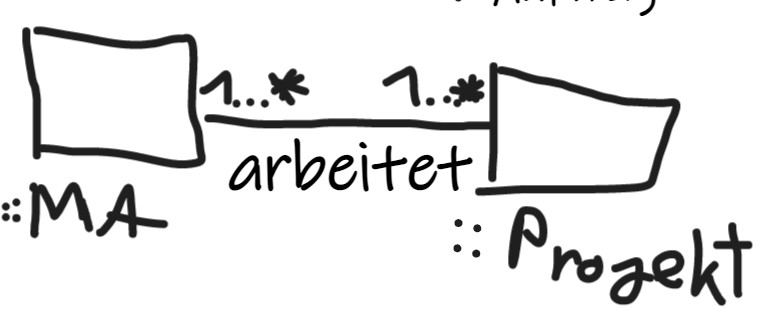 1...* 1..*
arbeitet
::MA
:: Projekt